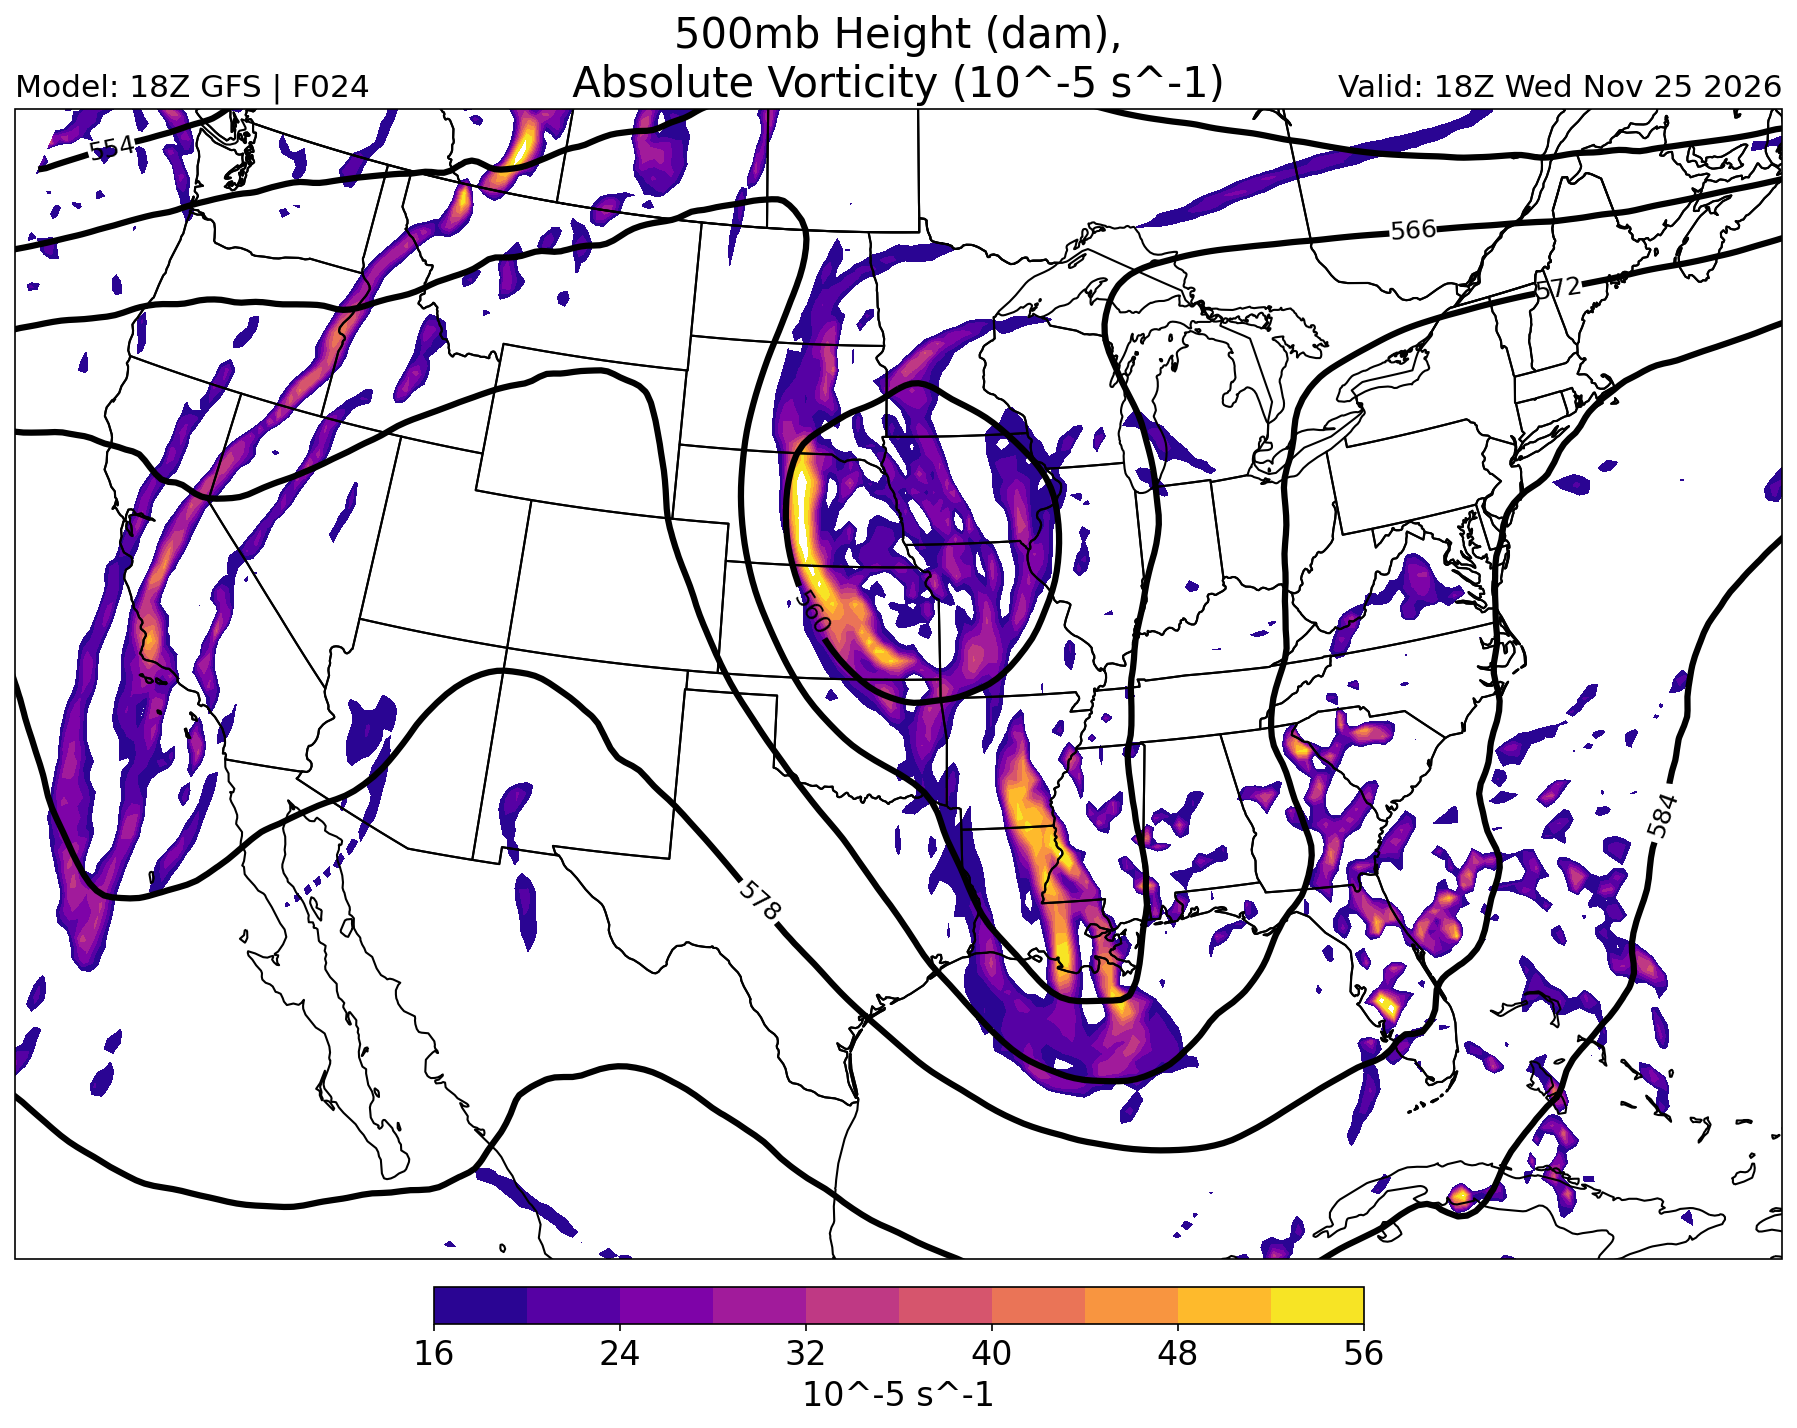 500mb Height (dam),
Absolute Vorticity (10^-5 s^-1)
Model: 18Z GFS | F024
Valid: 18Z Wed Nov 25 2026
554
566
572
560
584
578
16 24 32 40 48 56
10^-5 s^-1